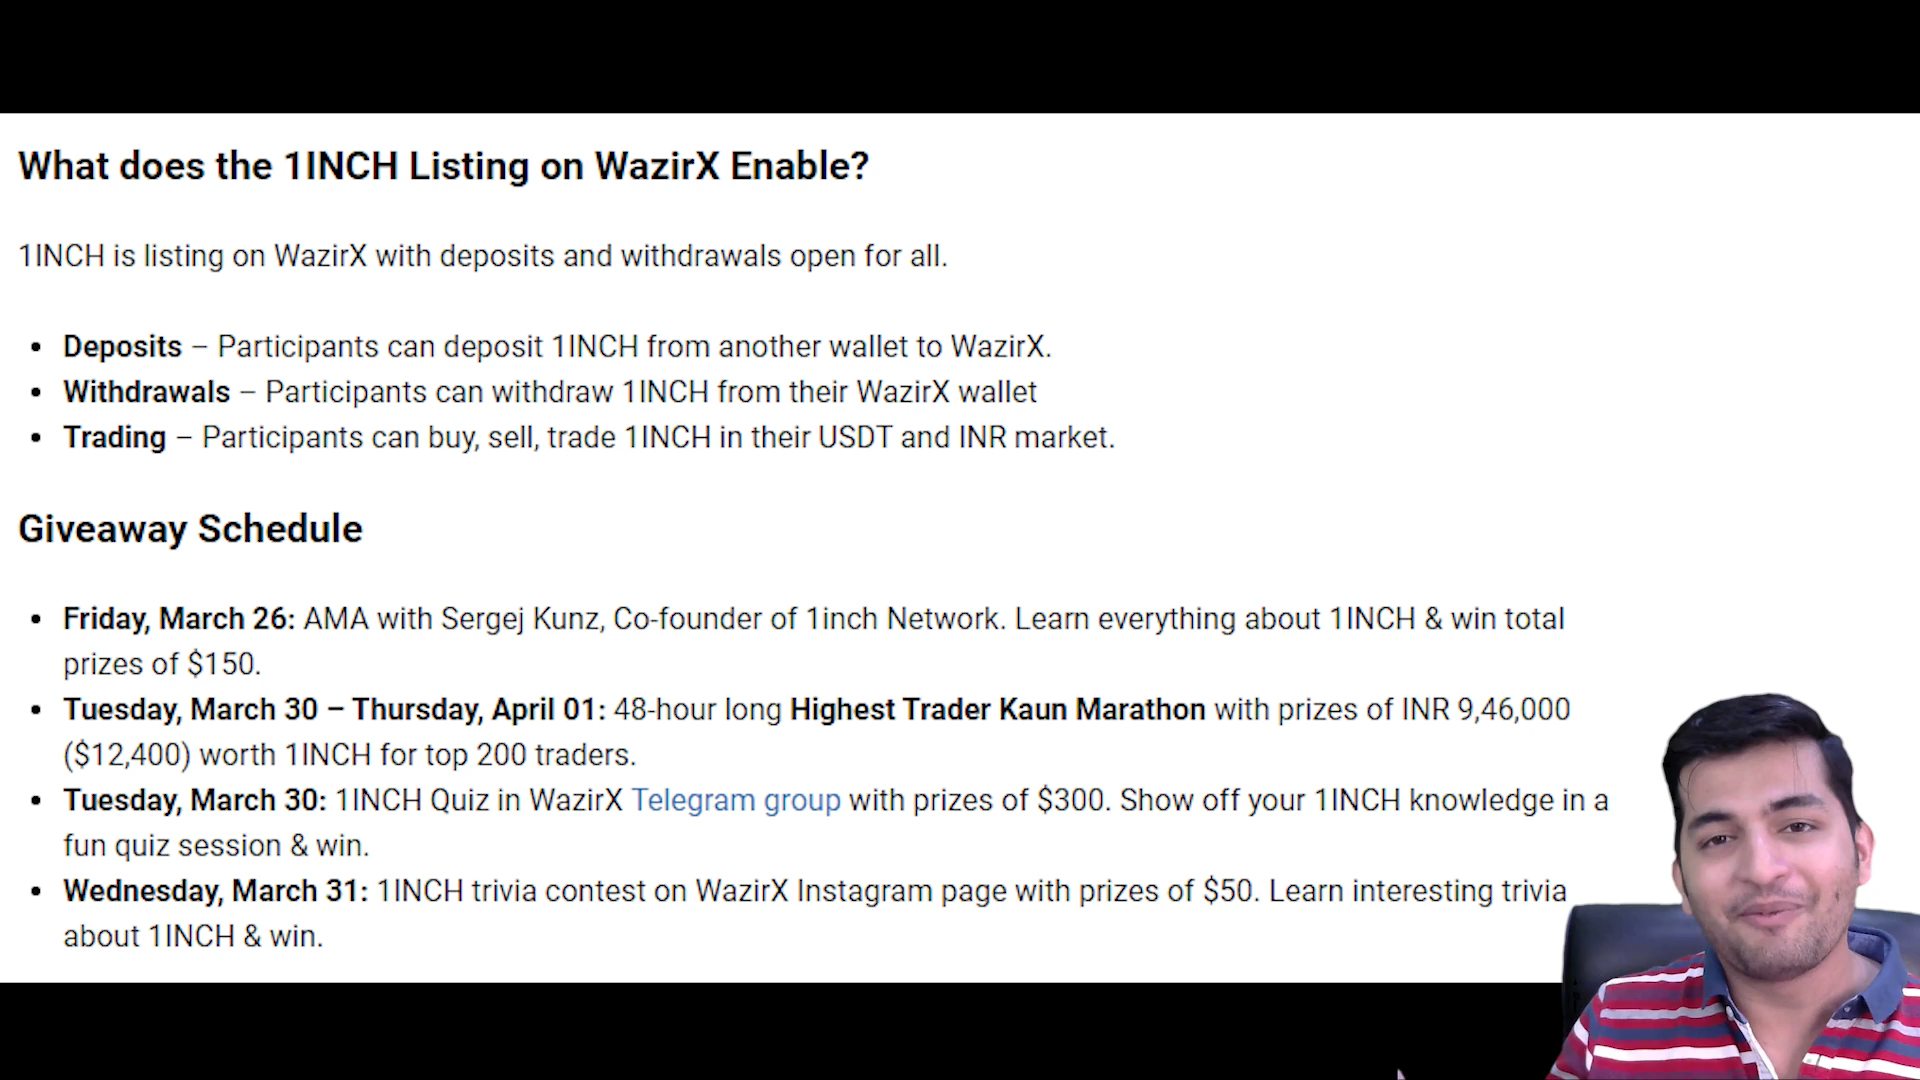 What does the 1INCH Listing on WazirX Enable?
1INCH is listing on WazirX with deposits and withdrawals open for all.
• Deposits – Participants can deposit 1INCH from another wallet to WazirX.
• Withdrawals – Participants can withdraw 1INCH from their WazirX wallet
• Trading – Participants can buy, sell, trade 1INCH in their USDT and INR market.
Giveaway Schedule
• Friday, March 26: AMA with Sergej Kunz, Co-founder of 1inch Network. Learn everything about 1INCH & win total
prizes of $150.
• Tuesday, March 30 – Thursday, April 01: 48-hour long Highest Trader Kaun Marathon with prizes of INR 9,46,000
($12,400) worth 1INCH for top 200 traders.
• Tuesday, March 30: 1INCH Quiz in WazirX Telegram group with prizes of $300. Show off your 1INCH knowledge in a
fun quiz session & win.
• Wednesday, March 31: 1INCH trivia contest on WazirX Instagram page with prizes of $50. Learn interesting trivia
about 1INCH & win.